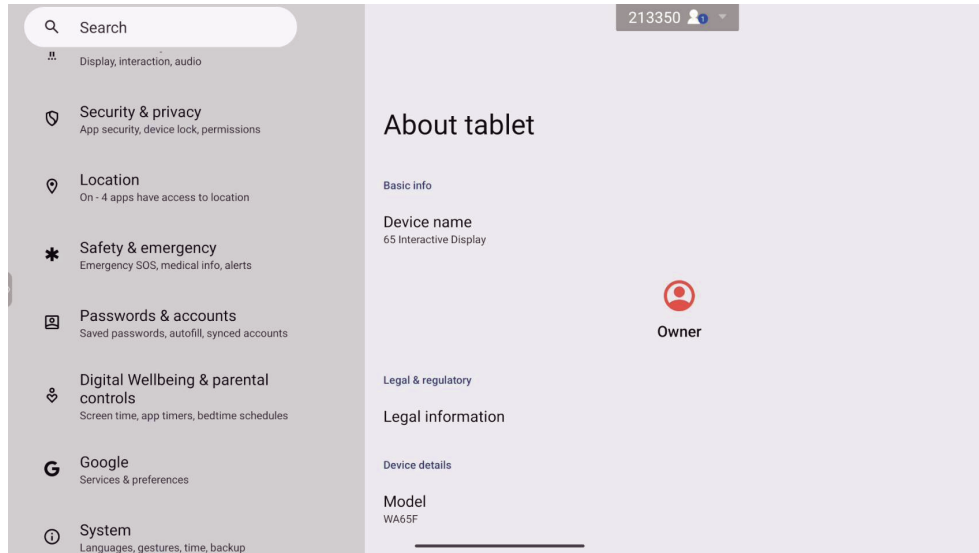 Search
213350
1
Display, interaction, audio
Security & privacy
App security, device lock, permissions
Location
On - 4 apps have access to location
Safety & emergency
Emergency SOS, medical info, alerts
Passwords & accounts
Saved passwords, autofill, synced accounts
Digital Wellbeing & parental
controls
Screen time, app timers, bedtime schedules
Google
Services & preferences
System
Languages, gestures, time, backup
About tablet
Basic info
Device name
65 Interactive Display
Owner
Legal & regulatory
Legal information
Device details
Model
WA65F